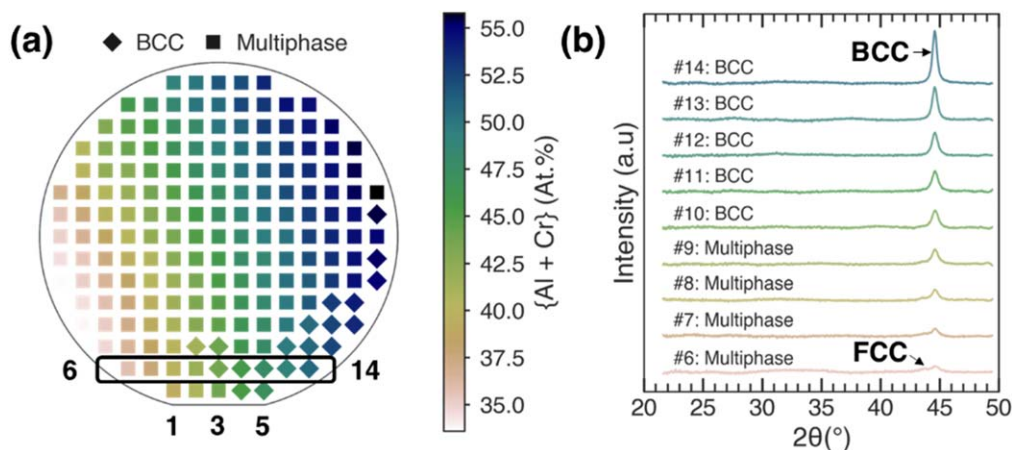 (a)
BCC
Multiphase
6
14
1 3 5
55.0
52.5
50.0
47.5
45.0
42.5
40.0
37.5
35.0
{Al + Cr} (At.%)
(b)
Intensity (a.u)
BCC
#14: BCC
#13: BCC
#12: BCC
#11: BCC
#10: BCC
#9: Multiphase
#8: Multiphase
#7: Multiphase
#6: Multiphase
FCC
20 25 30 35 40 45 50
2θ(°)